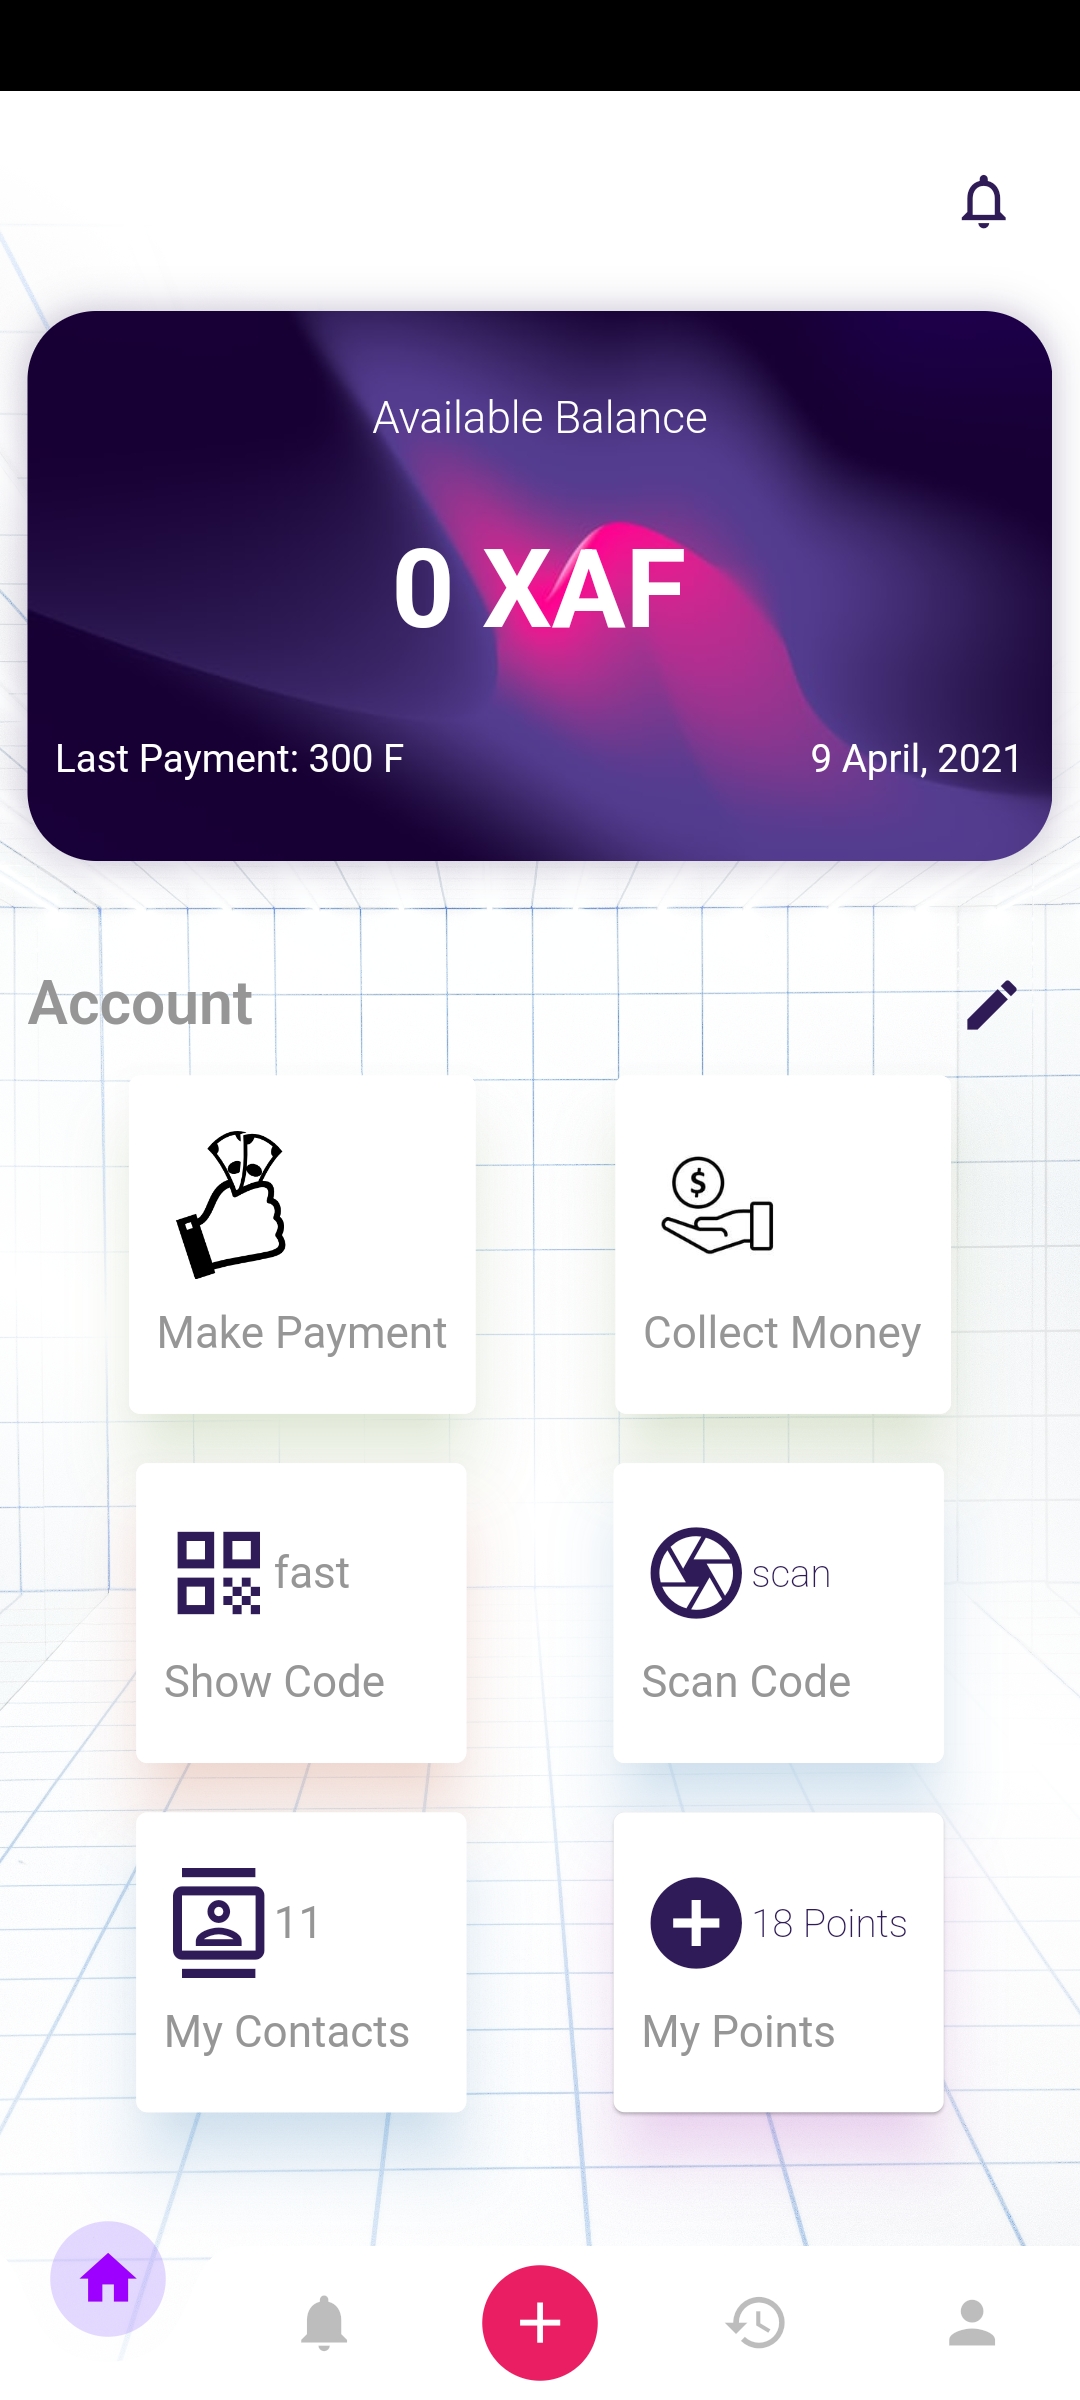 Available Balance
0 XAF
Last Payment: 300 F
9 April, 2021
Account
$
Make Payment
Collect Money
fast
scan
Show Code
Scan Code
11
18 Points
My Contacts
My Points